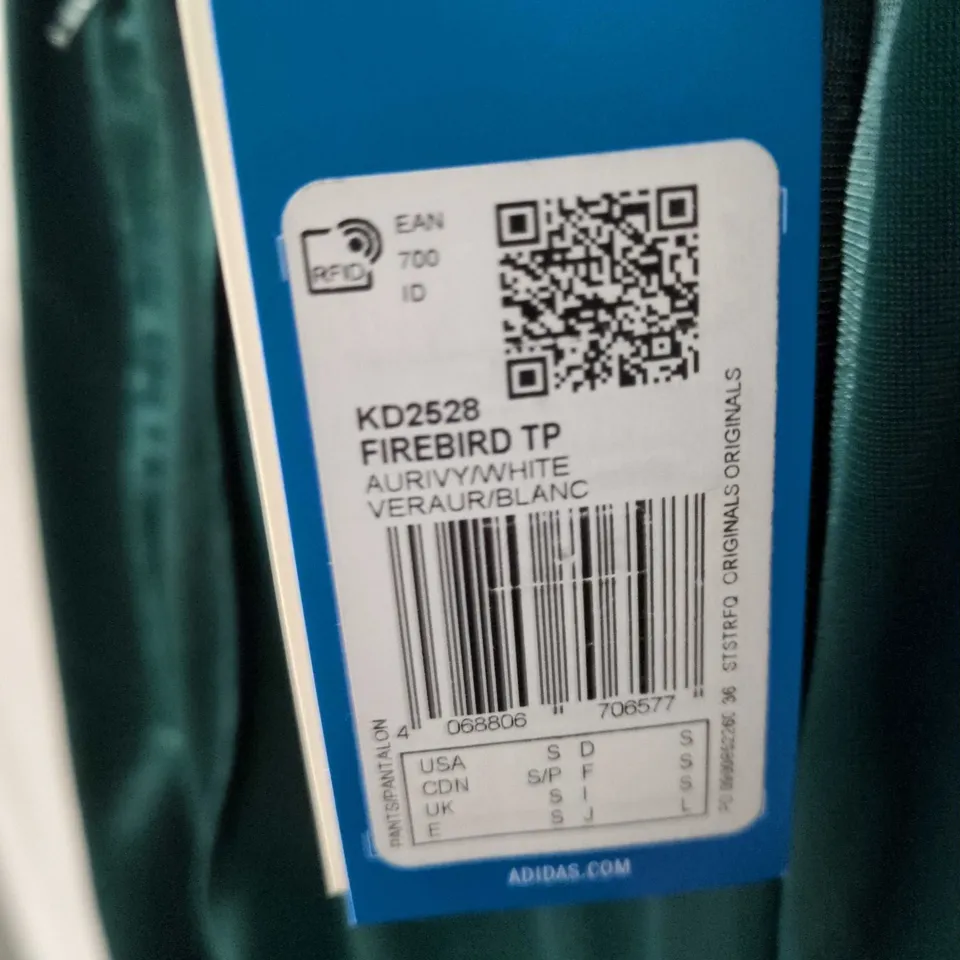 RFID
EAN
700
ID
KD2528
FIREBIRD TP
AURIVY/WHITE
VERAUR/BLANC
4 068806 706577
PANTS/PANTALON
USA S D S
CDN S/P F S
UK S I S
E S J L
36 STSTRFQ ORIGINALS ORIGINALS
ADIDAS.COM